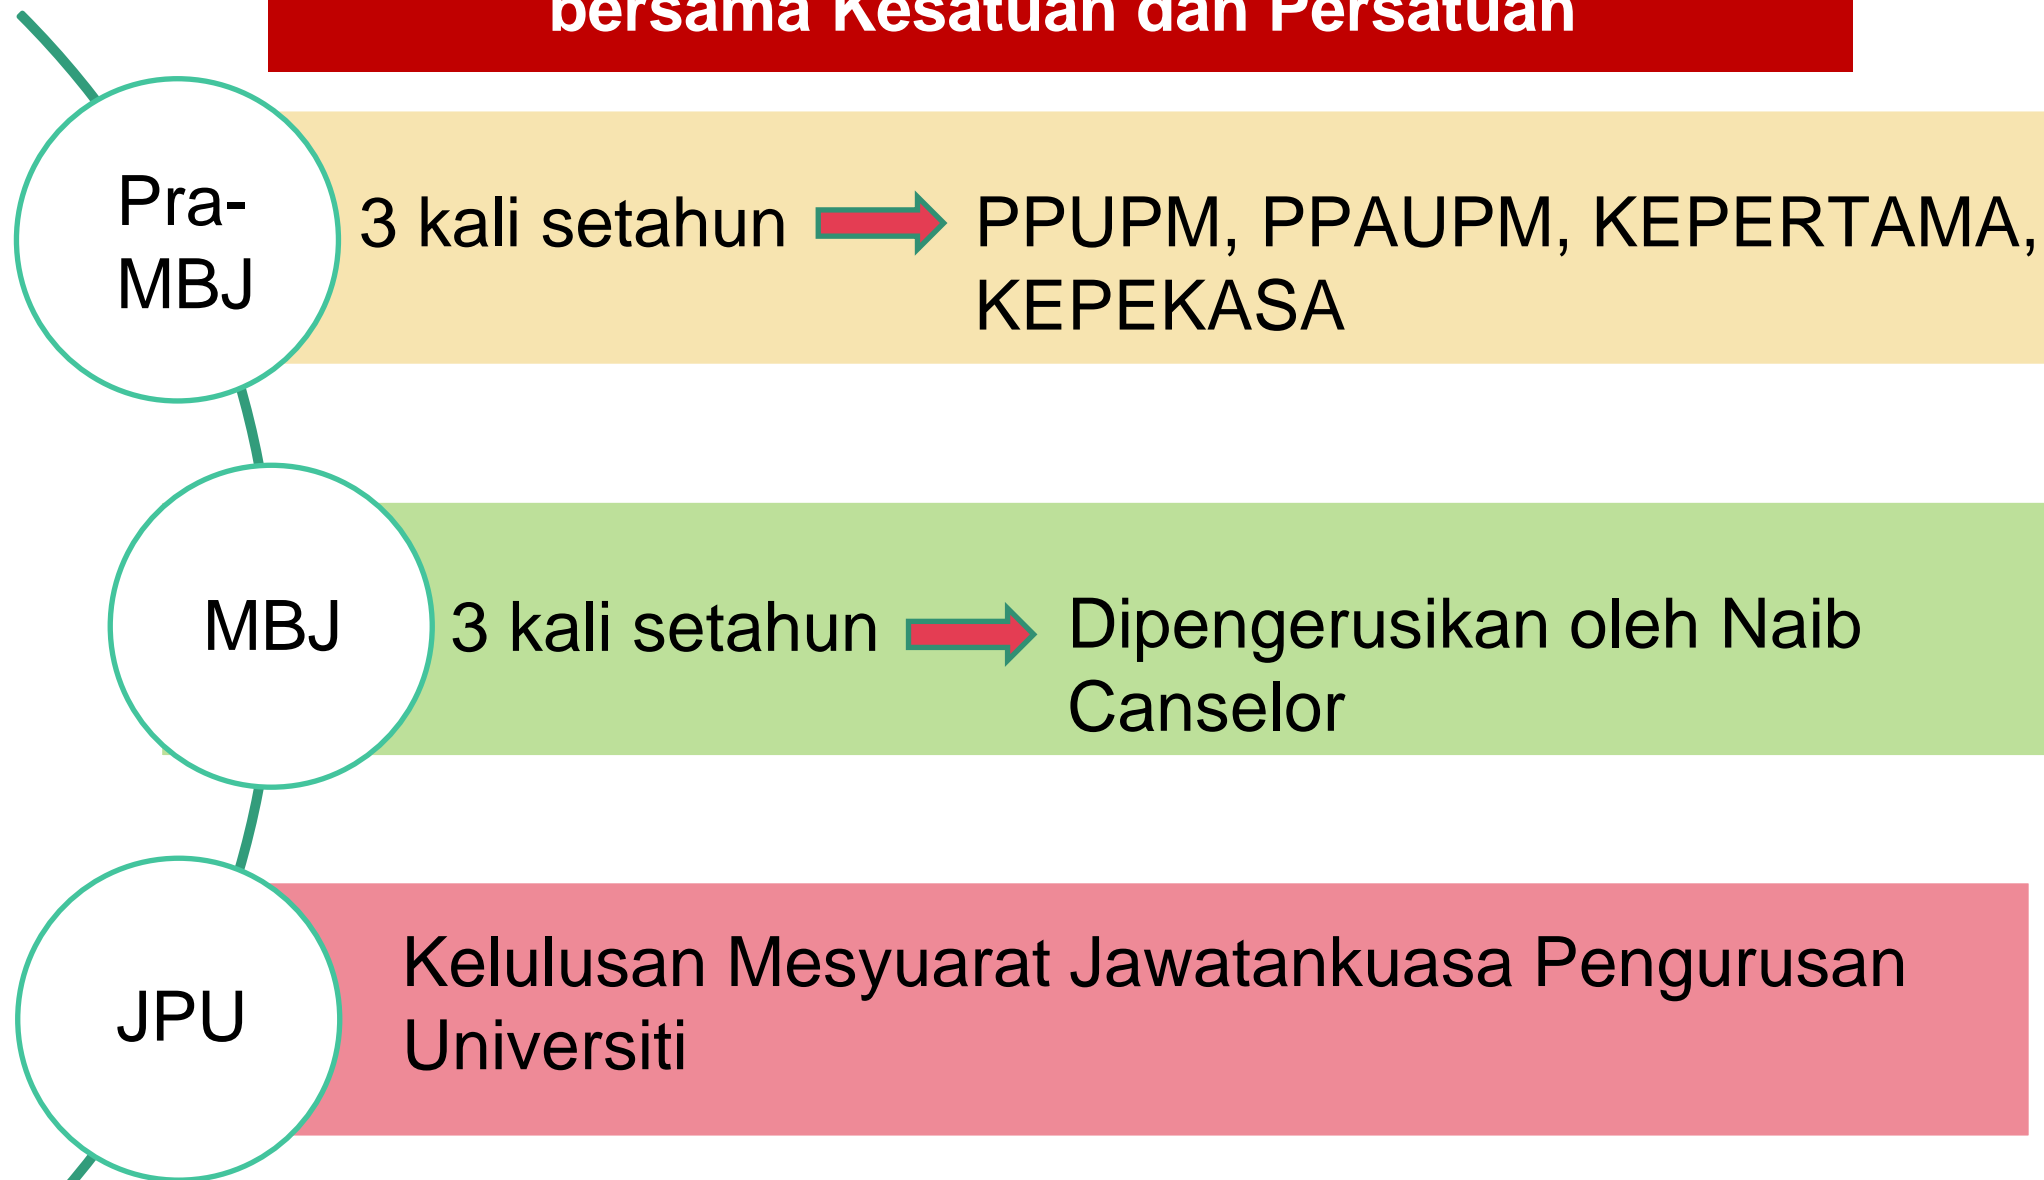 bersama Kesatuan dan Persatuan
Pra-
MBJ
3 kali setahun
PPUPM, PPAUPM, KEPERTAMA,
KEPEKASA
MBJ
3 kali setahun
Dipengerusikan oleh Naib
Canselor
JPU
Kelulusan Mesyuarat Jawatankuasa Pengurusan
Universiti